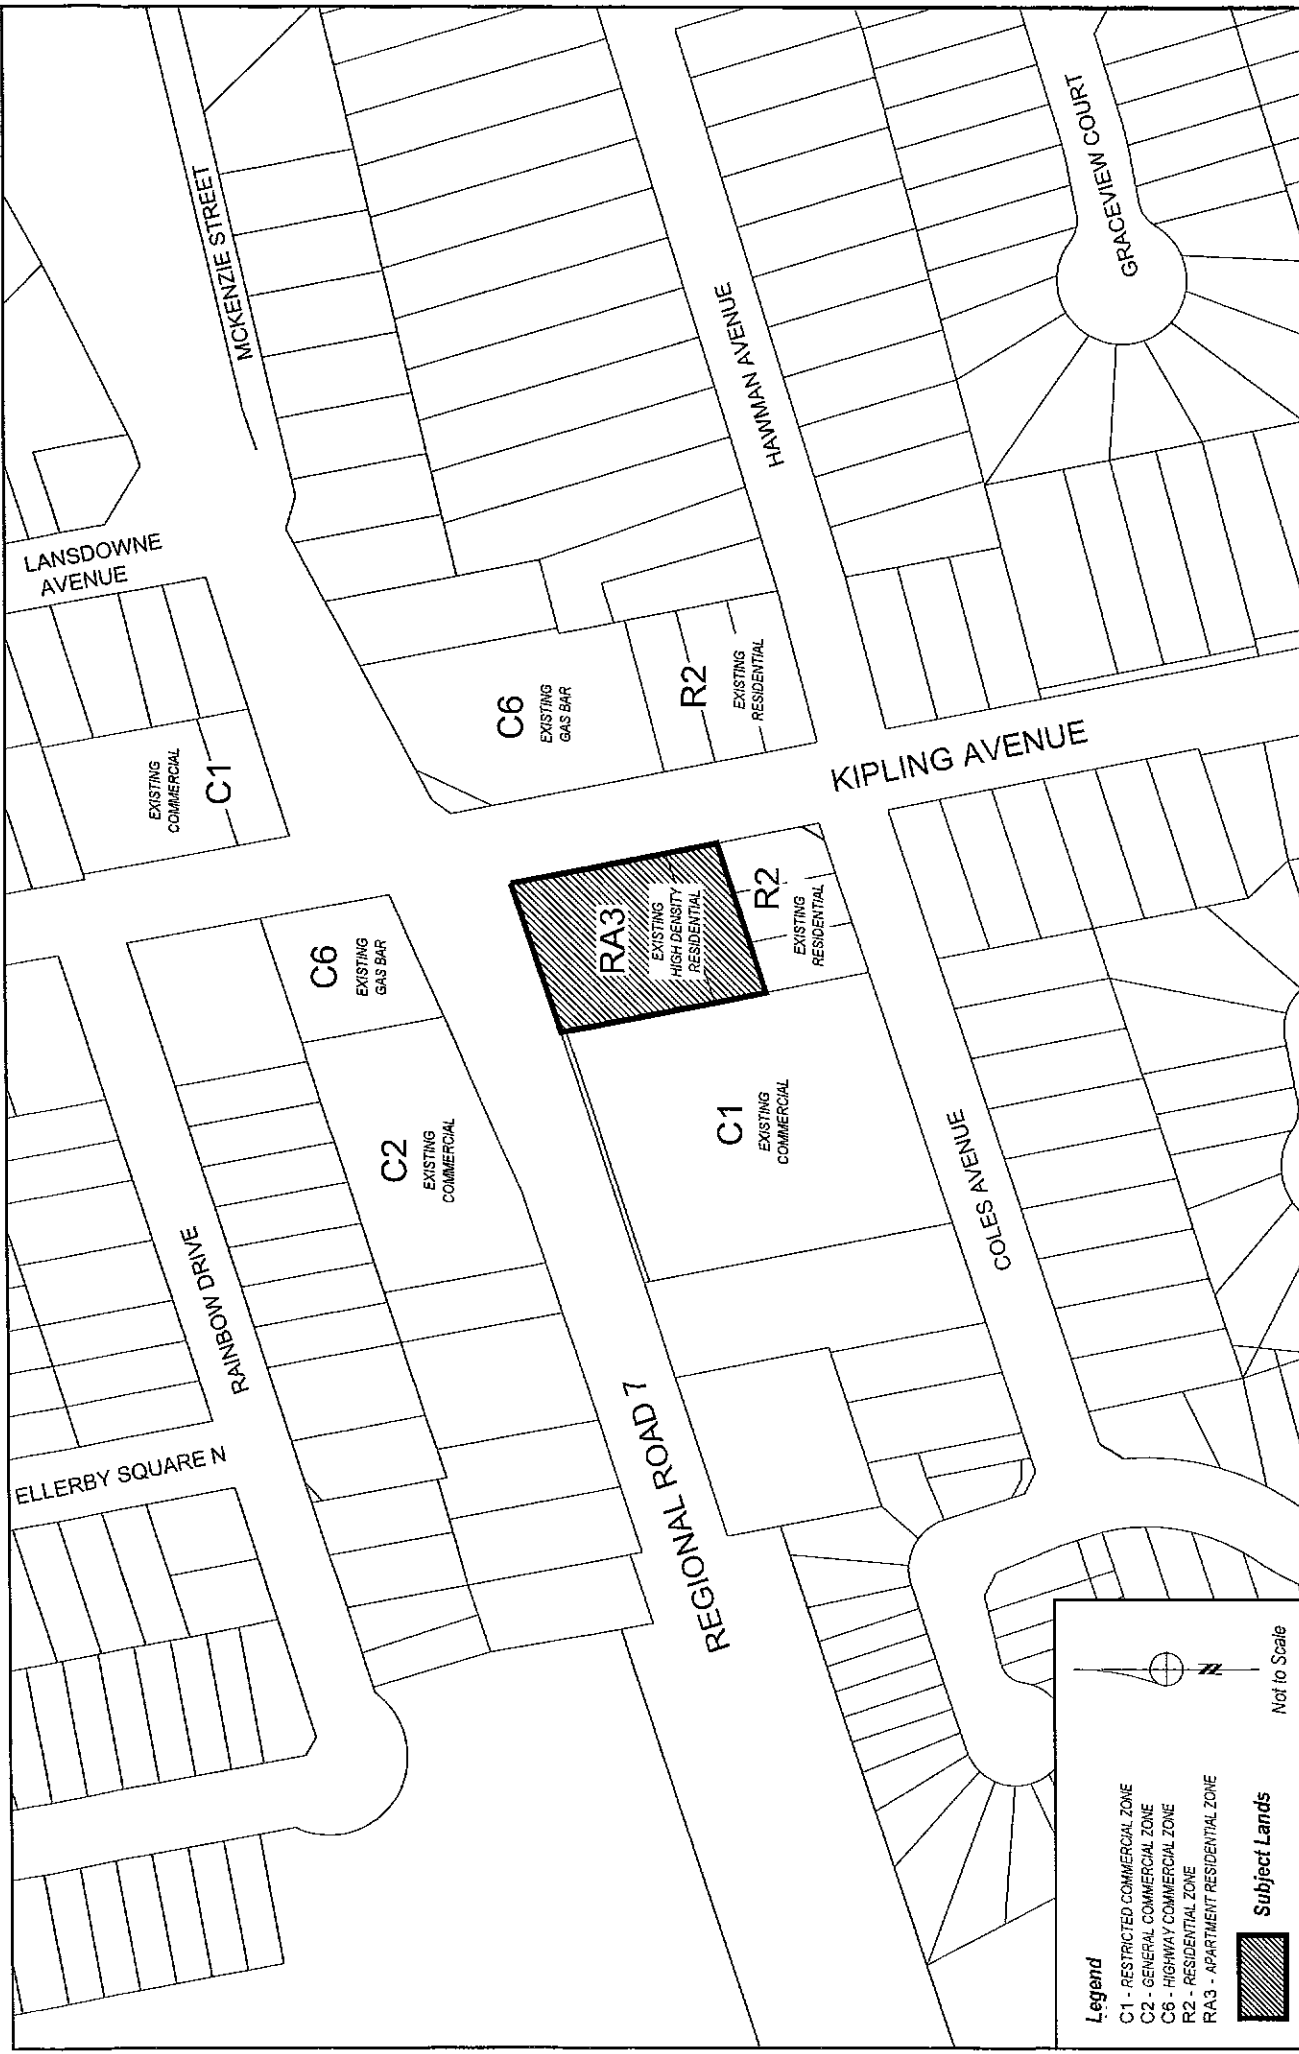 LANSDOWNE
AVENUE
MCKENZIE STREET
GRACEVIEW COURT
HAWMAN AVENUE
EXISTING
COMMERCIAL
C1
C6
EXISTING
GAS BAR
R2
EXISTING
RESIDENTIAL
KIPLING AVENUE
C6
EXISTING
GAS BAR
RA3
EXISTING
HIGH DENSITY
RESIDENTIAL
R2
EXISTING
RESIDENTIAL
C2
EXISTING
COMMERCIAL
C1
EXISTING
COMMERCIAL
COLES AVENUE
RAINBOW DRIVE
ELLERBY SQUARE N
REGIONAL ROAD 7
Legend
C1 - RESTRICTED COMMERCIAL ZONE
C2 - GENERAL COMMERCIAL ZONE
C6 - HIGHWAY COMMERCIAL ZONE
R2 - RESIDENTIAL ZONE
RA3 - APARTMENT RESIDENTIAL ZONE
Subject Lands
N
Not to Scale